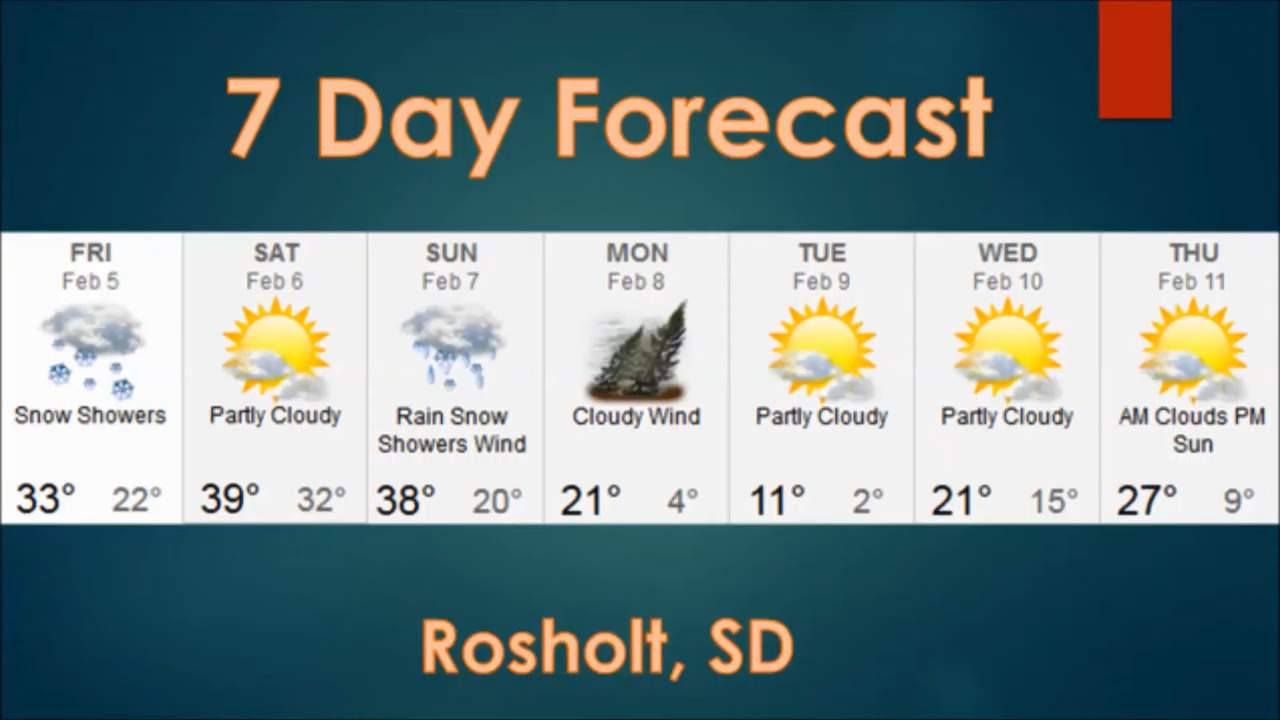 7 Day Forecast
FRI
Feb 5
Snow Showers
33° 22°
SAT
Feb 6
Partly Cloudy
39° 32°
SUN
Feb 7
Rain Snow
Showers Wind
38° 20°
MON
Feb 8
Cloudy Wind
21° 4°
TUE
Feb 9
Partly Cloudy
11° 2°
WED
Feb 10
Partly Cloudy
21° 15°
THU
Feb 11
AM Clouds PM
Sun
27° 9°
Rosholt, SD